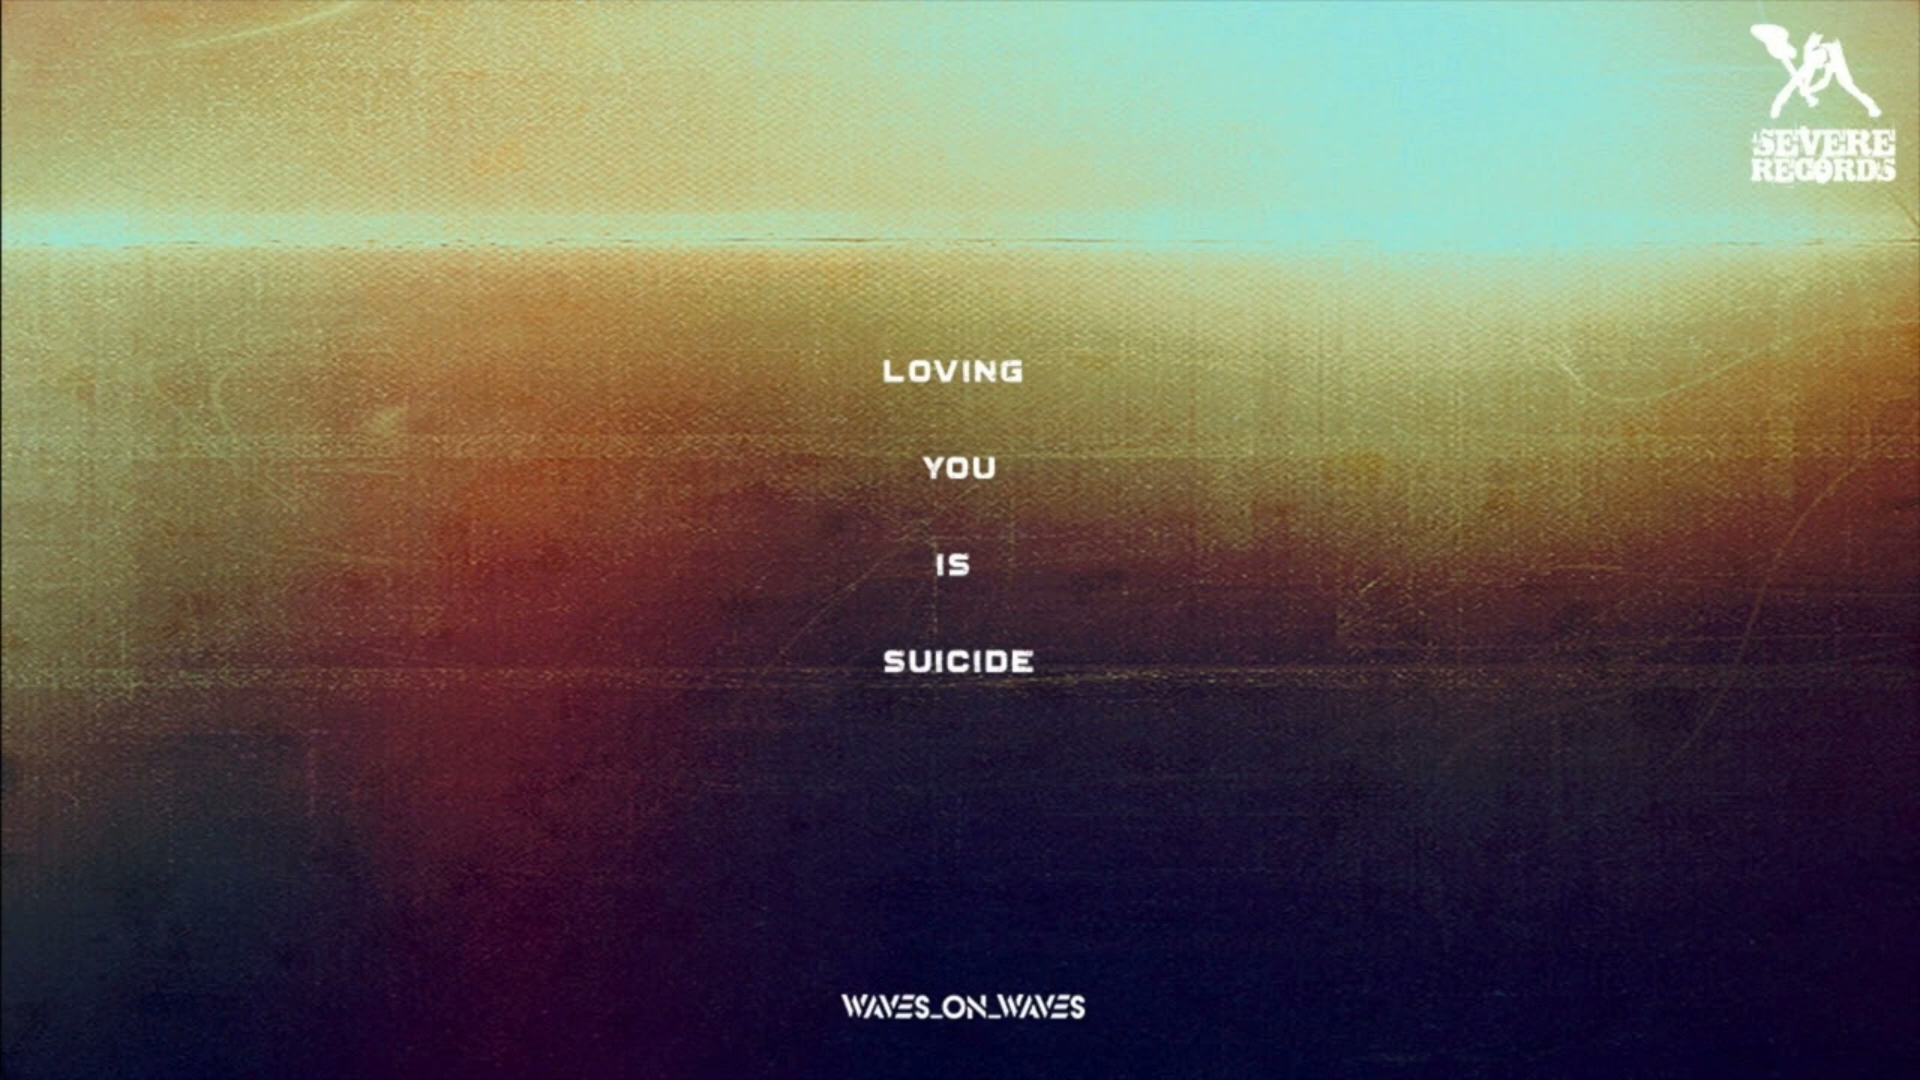 SEVERE
RECORDS
LOVING
YOU
IS
SUICIDE
WAVES_ON_WAVES